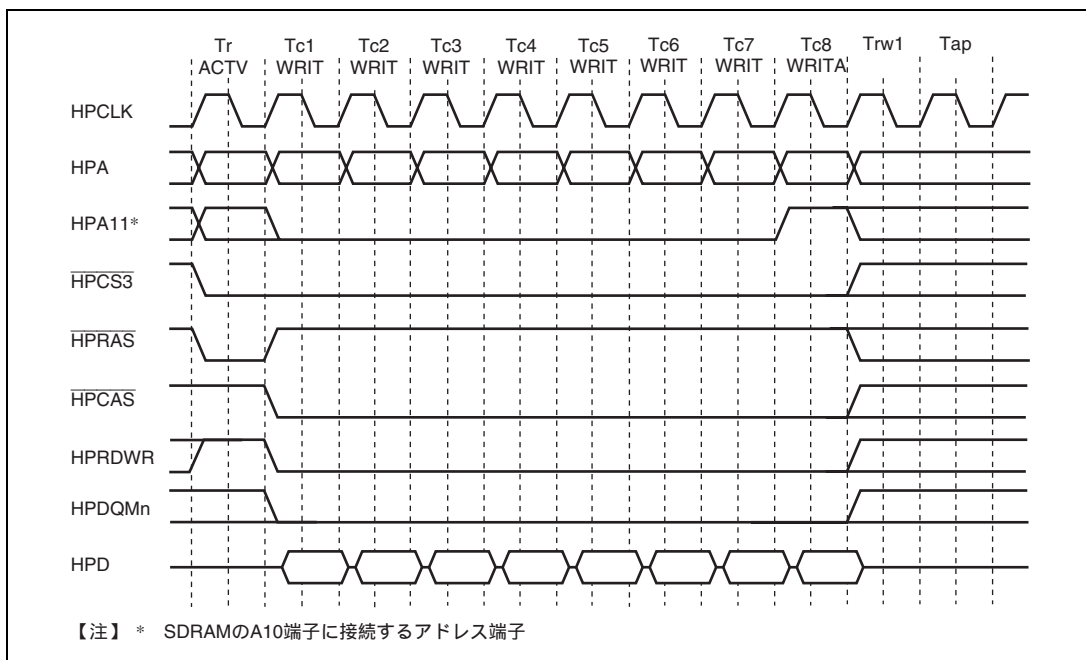 Tr Tc1 Tc2 Tc3 Tc4 Tc5 Tc6 Tc7 Tc8 Trw1 Tap
ACTV WRIT WRIT WRIT WRIT WRIT WRIT WRIT WRITA
HPCLK
HPA
HPA11*
HPCS3
HPRAS
HPCAS
HPRDWR
HPDQMn
HPD
【注】 * SDRAMのA10端子に接続するアドレス端子